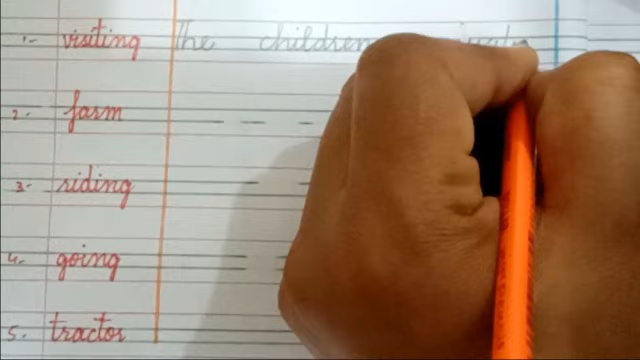 1- visiting The children
2- farm
3- riding
4- going
5- tractor